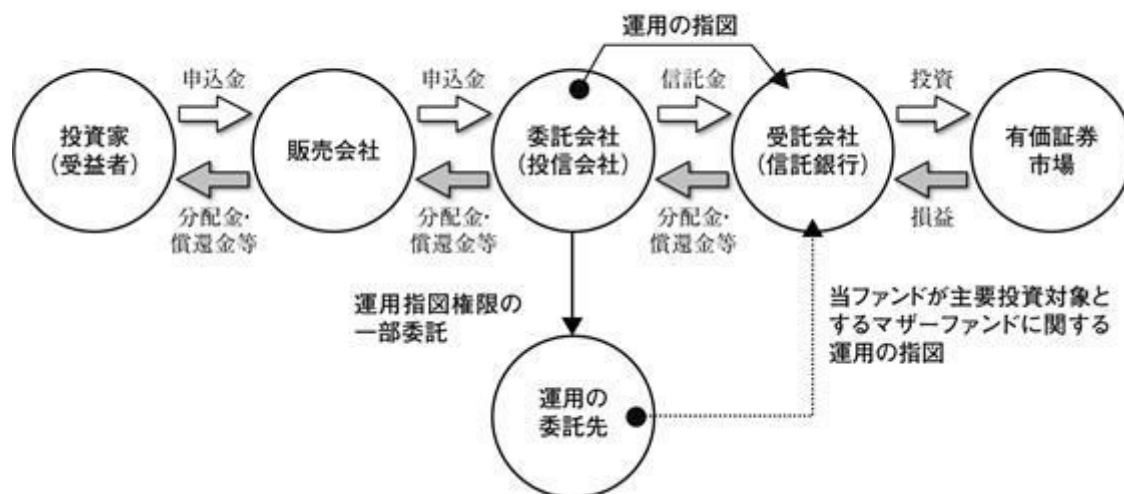 運用の指図
申込金
申込金
信託金
投資
投資家
(受益者)
販売会社
委託会社
(投信会社)
受託会社
(信託銀行)
有価証券
市場
分配金・
償還金等
分配金・
償還金等
分配金・
償還金等
損益
運用指図権限の
一部委託
当ファンドが主要投資対象と
するマザーファンドに関する
運用の指図
運用の
委託先